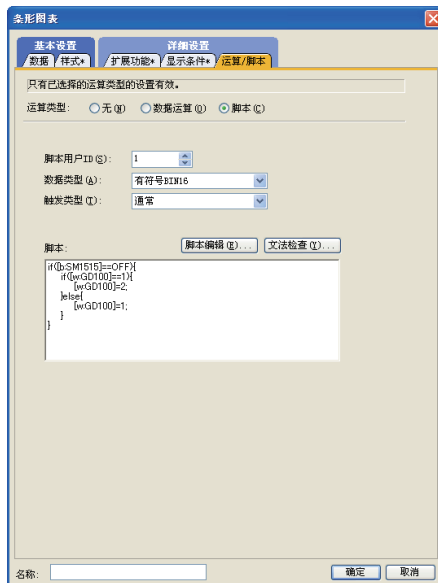 条形图表
基本设置 详细设置
数据 样式* 扩展功能* 显示条件* 运算/脚本
只有已选择的运算类型的设置有效。
运算类型: 无(N) 数据运算(O) 脚本(C)
脚本用户ID(S): 1
数据类型(A): 有符号BIN16
触发类型(T): 通常
脚本: 脚本编辑(E)... 文法检查(Y)...
if([b:SM1515]==OFF){
if([w:GD100]==1){
[w:GD100]=2;
}else{
[w:GD100]=1;
}
}
名称: 确定 取消